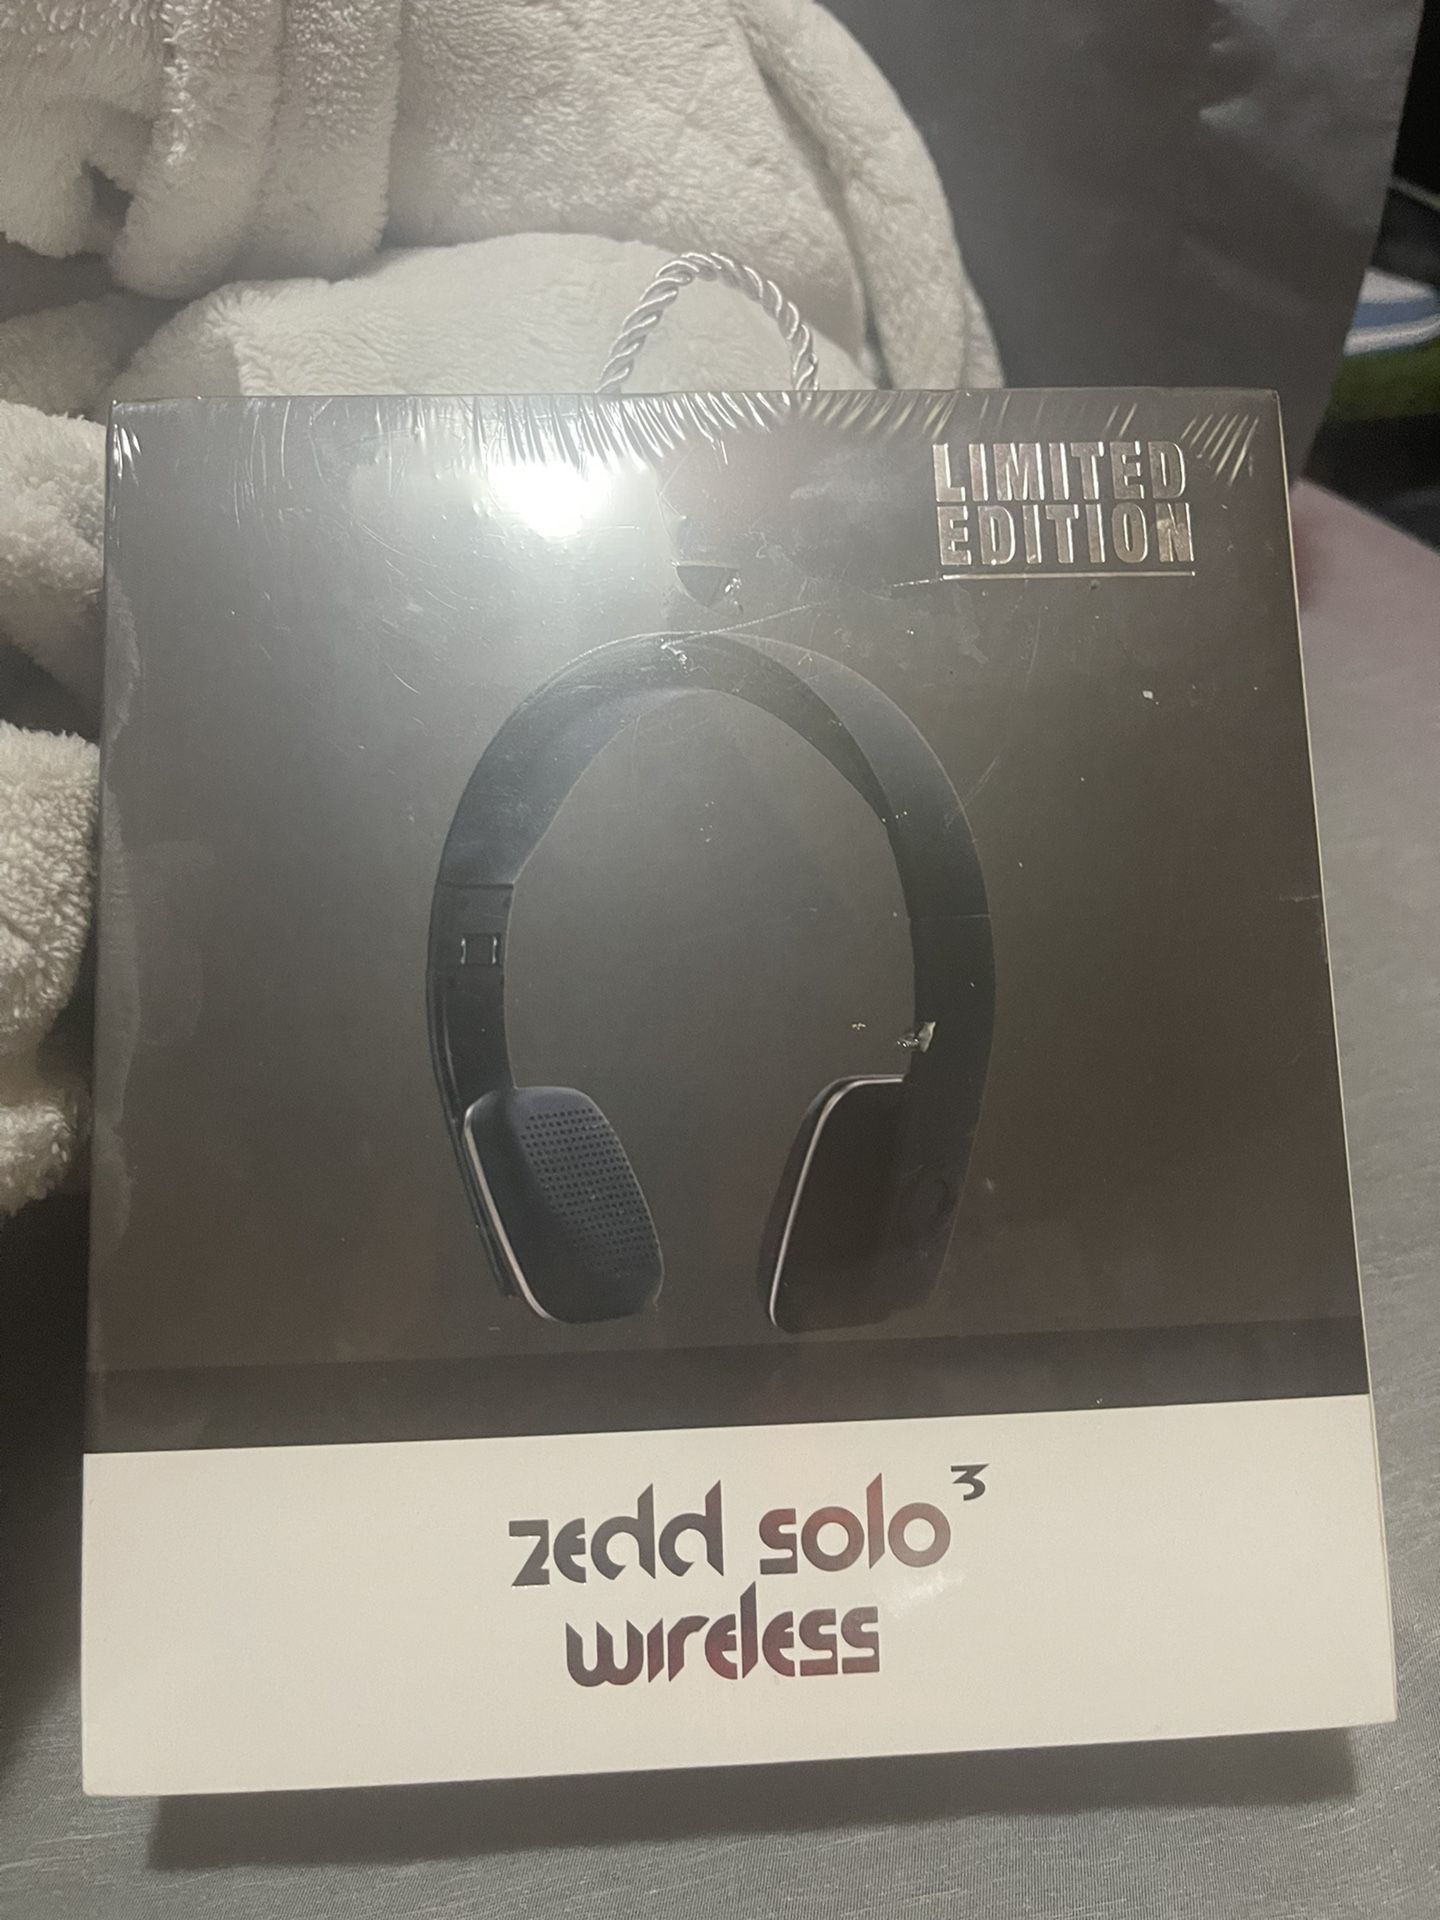 LIMITED
EDITION
zedd solo³
wireless